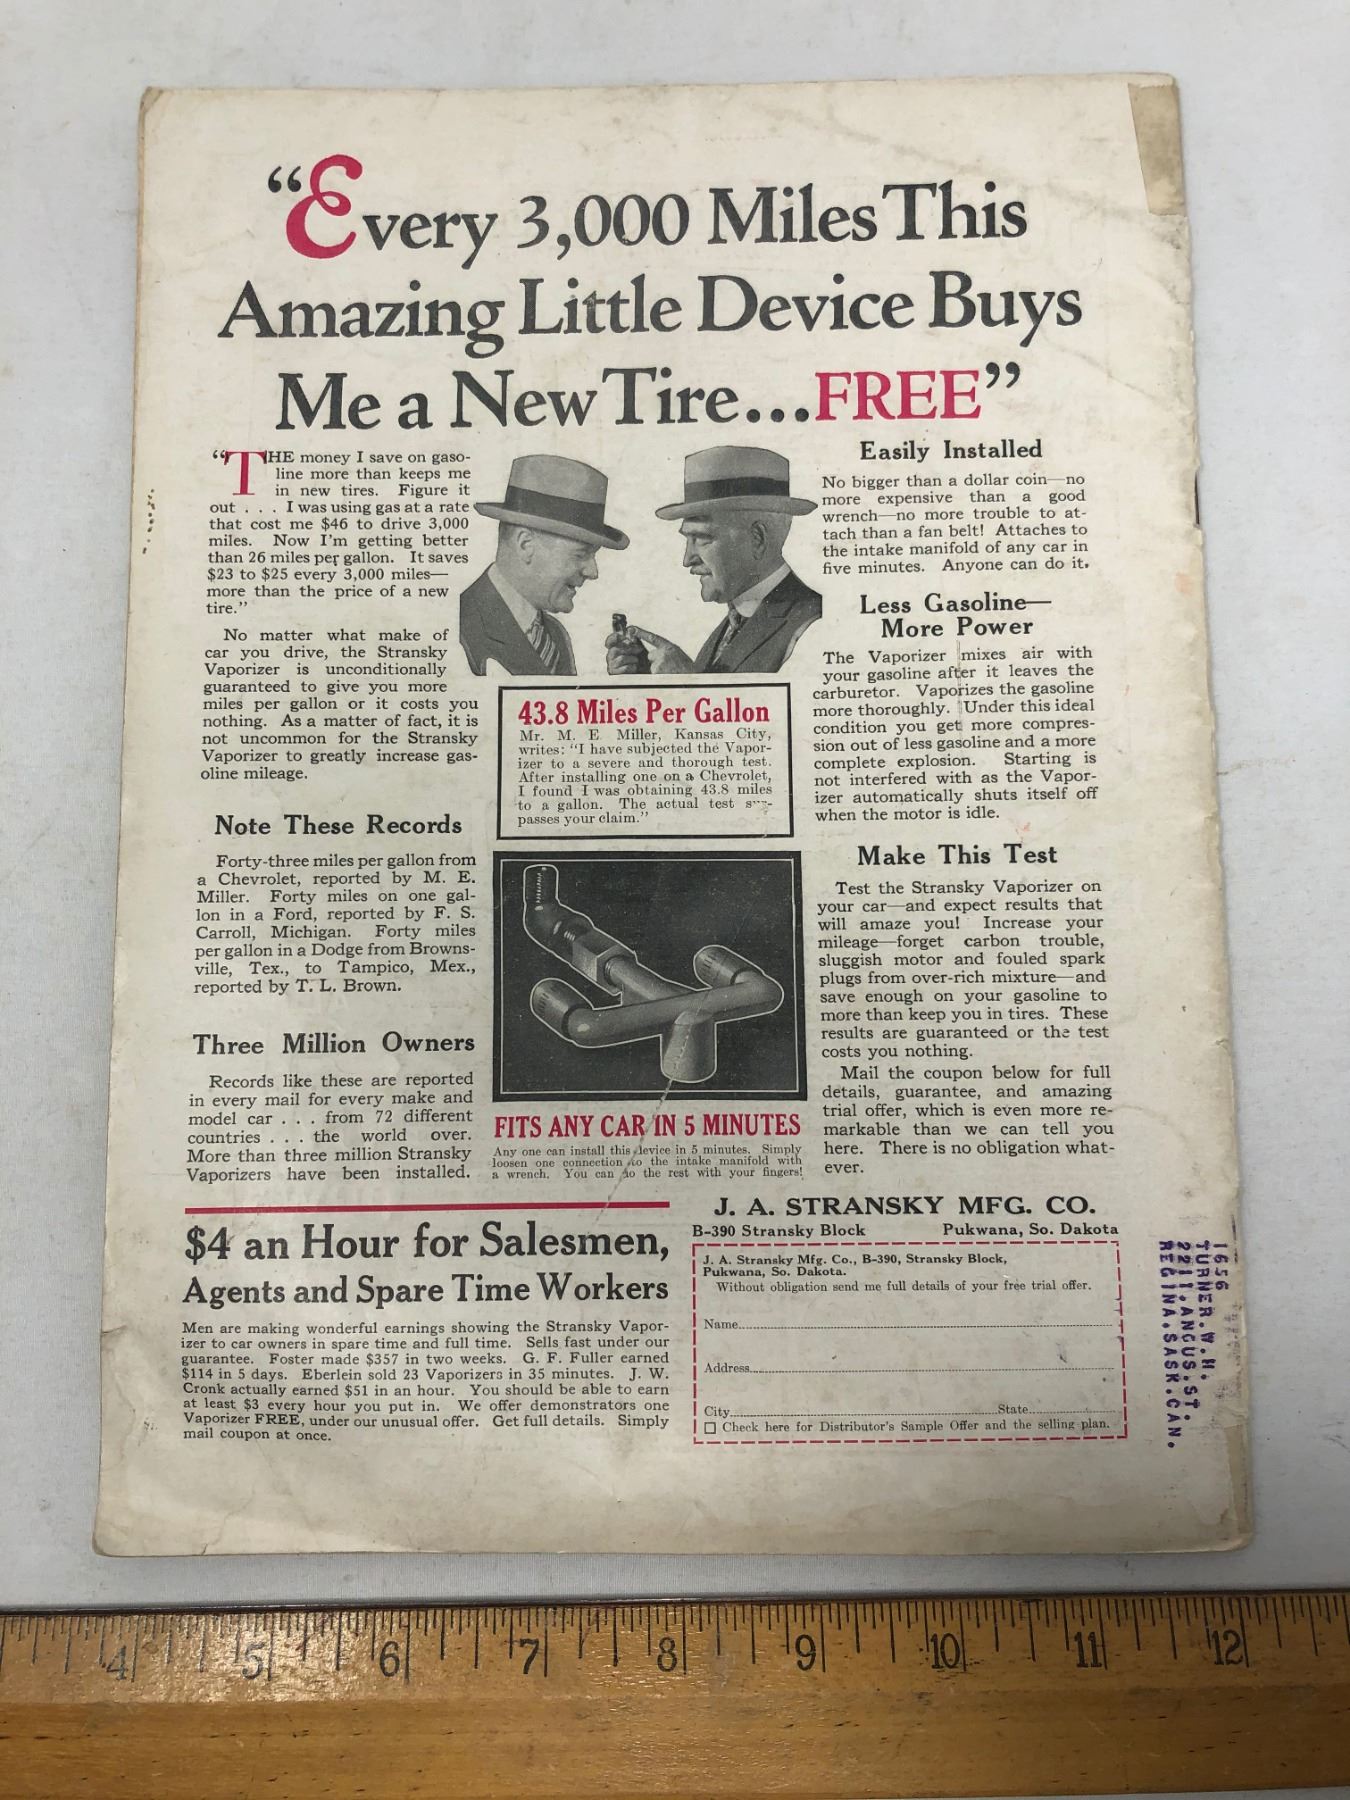 “Every 3,000 Miles This
Amazing Little Device Buys
Me a New Tire...FREE”
“THE money I save on gaso-
line more than keeps me
in new tires. Figure it
out . . . I was using gas at a rate
that cost me $46 to drive 3,000
miles. Now I'm getting better
than 26 miles per gallon. It saves
$23 to $25 every 3,000 miles—
more than the price of a new
tire.”
No matter what make of
car you drive, the Stransky
Vaporizer is unconditionally
guaranteed to give you more
miles per gallon or it costs you
nothing. As a matter of fact, it is
not uncommon for the Stransky
Vaporizer to greatly increase gas-
oline mileage.
Note These Records
Forty-three miles per gallon from
a Chevrolet, reported by M. E.
Miller. Forty miles on one gal-
lon in a Ford, reported by F. S.
Carroll, Michigan. Forty miles
per gallon in a Dodge from Browns-
ville, Tex., to Tampico, Mex.,
reported by T. L. Brown.
Three Million Owners
Records like these are reported
in every mail for every make and
model car . . . from 72 different
countries . . . the world over.
More than three million Stransky
Vaporizers have been installed.
43.8 Miles Per Gallon
Mr. M. E. Miller, Kansas City,
writes: “I have subjected the Vapor-
izer to a severe and thorough test.
After installing one on a Chevrolet,
I found I was obtaining 43.8 miles
to a gallon. The actual test sur-
passes your claim.”
FITS ANY CAR IN 5 MINUTES
Any one can install this device in 5 minutes. Simply
loosen one connection to the intake manifold with
a wrench. You can do the rest with your fingers!
Easily Installed
No bigger than a dollar coin—no
more expensive than a good
wrench—no more trouble to at-
tach than a fan belt! Attaches to
the intake manifold of any car in
five minutes. Anyone can do it.
Less Gasoline—
More Power
The Vaporizer mixes air with
your gasoline after it leaves the
carburetor. Vaporizes the gasoline
more thoroughly. Under this ideal
condition you get more compres-
sion out of less gasoline and a more
complete explosion. Starting is
not interfered with as the Vapor-
izer automatically shuts itself off
when the motor is idle.
Make This Test
Test the Stransky Vaporizer on
your car—and expect results that
will amaze you! Increase your
mileage—forget carbon trouble,
sluggish motor and fouled spark
plugs from over-rich mixture—and
save enough on your gasoline to
more than keep you in tires. These
results are guaranteed or the test
costs you nothing.
Mail the coupon below for full
details, guarantee, and amazing
trial offer, which is even more re-
markable than we can tell you
here. There is no obligation what-
ever.
$4 an Hour for Salesmen,
Agents and Spare Time Workers
Men are making wonderful earnings showing the Stransky Vapor-
izer to car owners in spare time and full time. Sells fast under our
guarantee. Foster made $357 in two weeks. G. F. Fuller earned
$114 in 5 days. Eberlein sold 23 Vaporizers in 35 minutes. J. W.
Cronk actually earned $51 in an hour. You should be able to earn
at least $3 every hour you put in. We offer demonstrators one
Vaporizer FREE, under our unusual offer. Get full details. Simply
mail coupon at once.
J. A. STRANSKY MFG. CO.
B-390 Stransky Block Pukwana, So. Dakota
J. A. Stransky Mfg. Co., B-390, Stransky Block,
Pukwana, So. Dakota.
Without obligation send me full details of your free trial offer.
Name
Address
City State
☐ Check here for Distributor's Sample Offer and the selling plan.
1656
TURNER.W.H.
2211.ANGUS.ST.
REGINA.SASK.CAN.
4 5 6 7 8 9 10 11 12